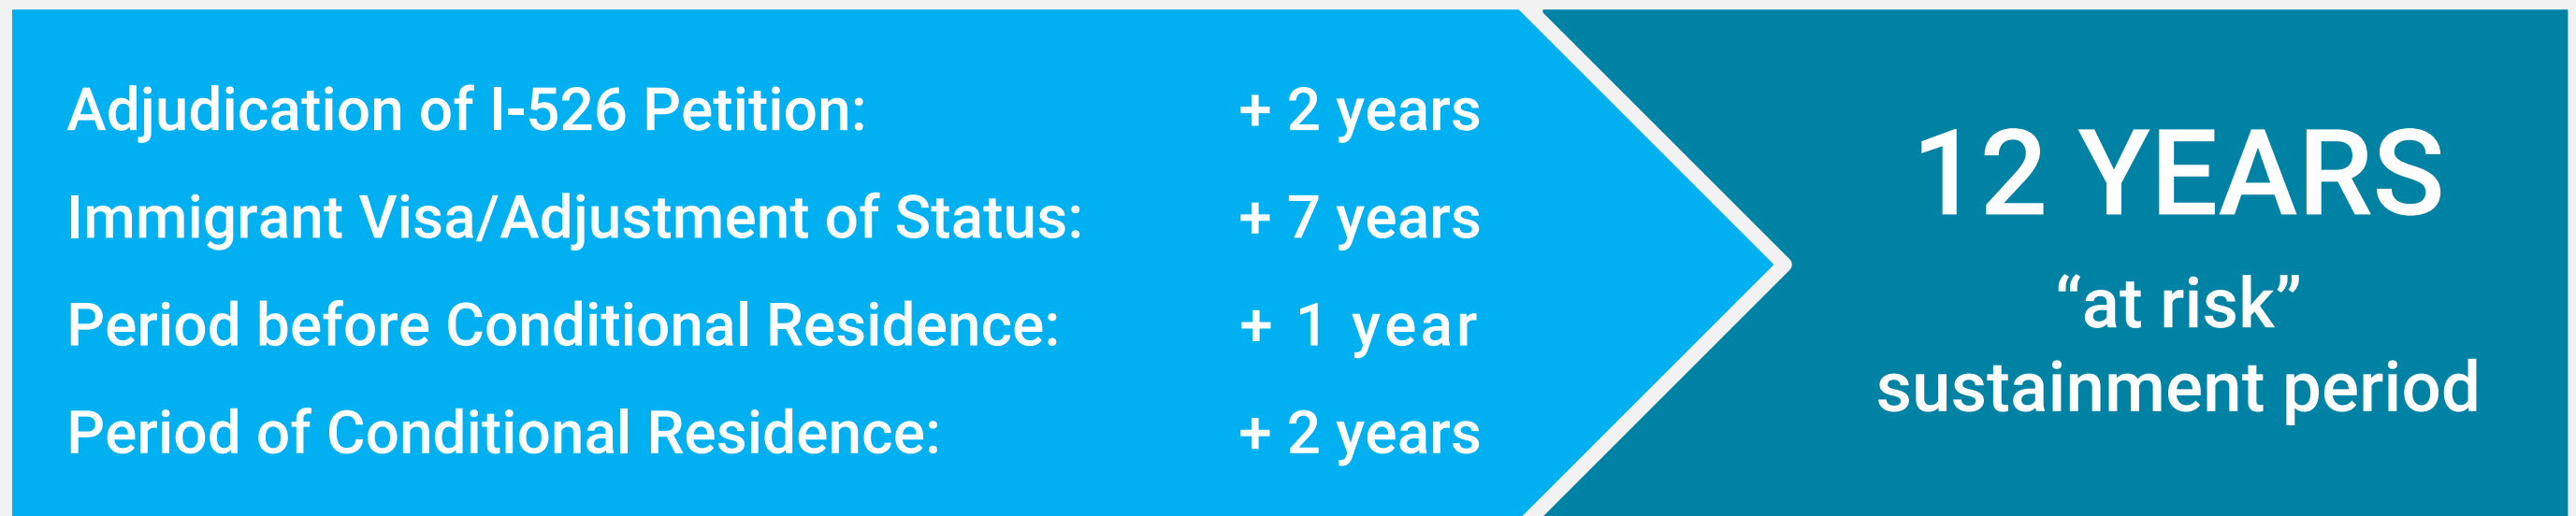 Adjudication of I-526 Petition: + 2 years
Immigrant Visa/Adjustment of Status: + 7 years
Period before Conditional Residence: + 1 year
Period of Conditional Residence: + 2 years
12 YEARS
“at risk”
sustainment period